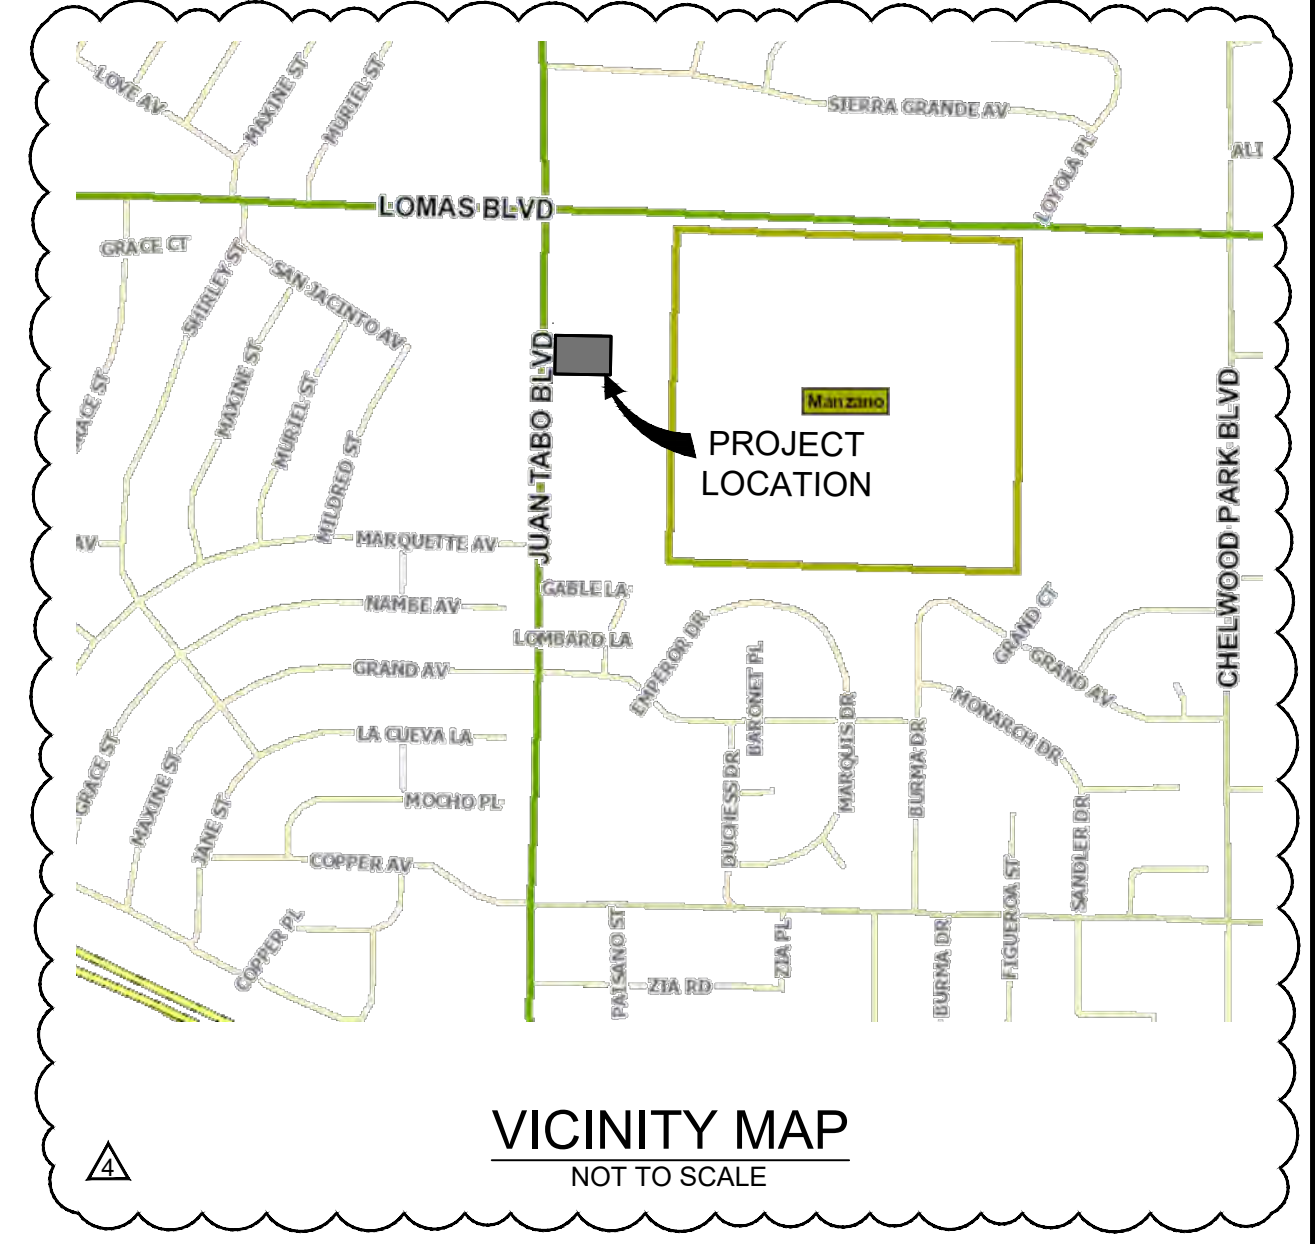 LOVE AV
MAXINE ST
MURIEL ST
SIERRA GRANDE AV
LOYOLA PL
LOMAS BLVD
GRACE CT
SHIRLEY ST
SAN JACINTO AV
JUAN TABO BLVD
Manzano
PROJECT
LOCATION
MAXINE ST
MURIEL ST
MILDRED ST
CHELWOOD PARK BLVD
AV
MARQUETTE AV
GABLE LA
NAMBE AV
LOMBARD LA
GRAND CT
GRAND AV
EMPEROR DR
BARONET PL
GRAND AV
MARQUIS DR
MONARCH DR
LA CUEVA LA
BURMA DR
GRACE ST
MAXINE ST
JANE ST
MOCHO PL
DUCHESS DR
SANDLER DR
COPPER AV
FIGUEROA ST
COPPER PL
PAISANO ST
ZIA PL
BURMA DR
ZIA RD
VICINITY MAP
NOT TO SCALE
4